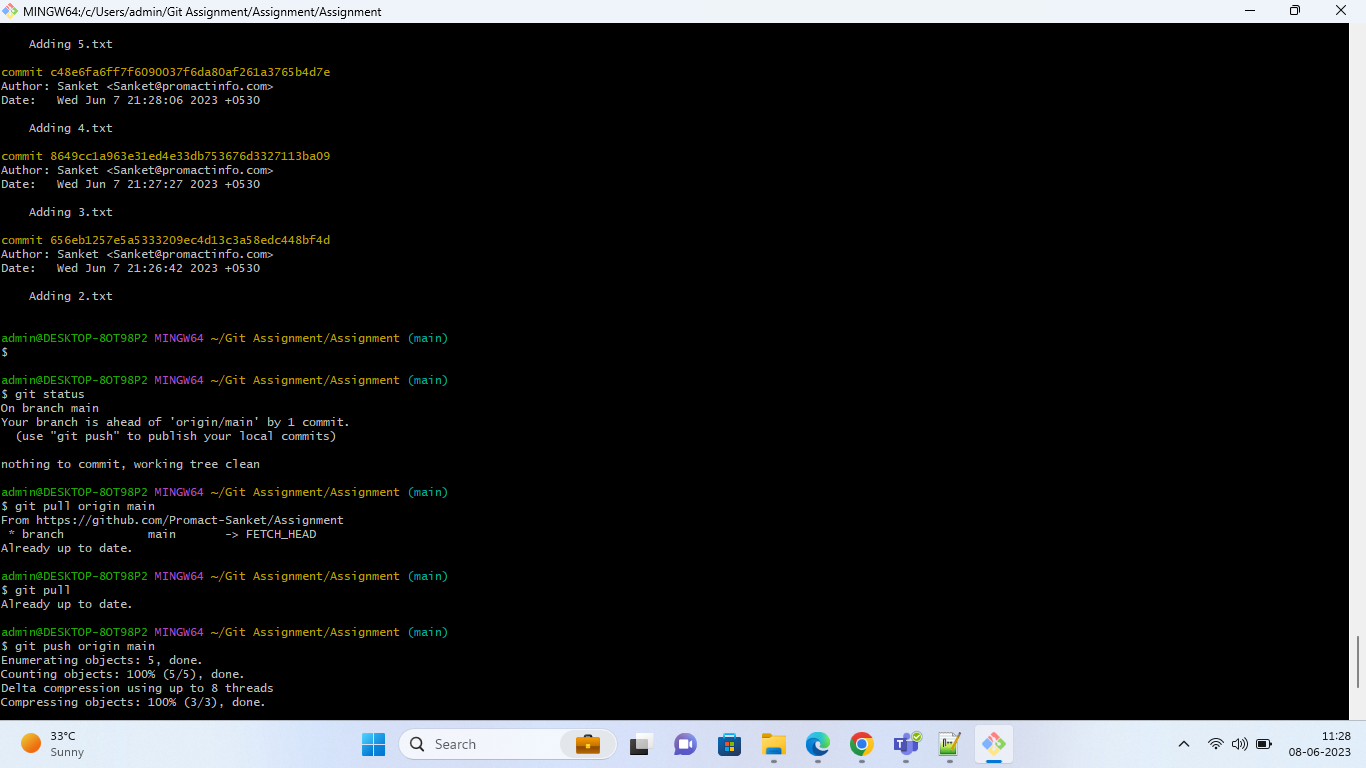 MINGW64:/c/Users/admin/Git Assignment/Assignment/Assignment
Adding 5.txt
commit c48e6fa6ff7f6090037f6da80af261a3765b4d7e
Author: Sanket <Sanket@promactinfo.com>
Date:   Wed Jun 7 21:28:06 2023 +0530
Adding 4.txt
commit 8649cc1a963e31ed4e33db753676d3327113ba09
Author: Sanket <Sanket@promactinfo.com>
Date:   Wed Jun 7 21:27:27 2023 +0530
Adding 3.txt
commit 656eb1257e5a5333209ec4d13c3a58edc448bf4d
Author: Sanket <Sanket@promactinfo.com>
Date:   Wed Jun 7 21:26:42 2023 +0530
Adding 2.txt
admin@DESKTOP-8OT98P2 MINGW64 ~/Git Assignment/Assignment (main)
$
admin@DESKTOP-8OT98P2 MINGW64 ~/Git Assignment/Assignment (main)
$ git status
On branch main
Your branch is ahead of 'origin/main' by 1 commit.
(use "git push" to publish your local commits)
nothing to commit, working tree clean
admin@DESKTOP-8OT98P2 MINGW64 ~/Git Assignment/Assignment (main)
$ git pull origin main
From https://github.com/Promact-Sanket/Assignment
* branch            main       -> FETCH_HEAD
Already up to date.
admin@DESKTOP-8OT98P2 MINGW64 ~/Git Assignment/Assignment (main)
$ git pull
Already up to date.
admin@DESKTOP-8OT98P2 MINGW64 ~/Git Assignment/Assignment (main)
$ git push origin main
Enumerating objects: 5, done.
Counting objects: 100% (5/5), done.
Delta compression using up to 8 threads
Compressing objects: 100% (3/3), done.
33°C
Sunny
Search
11:28
08-06-2023